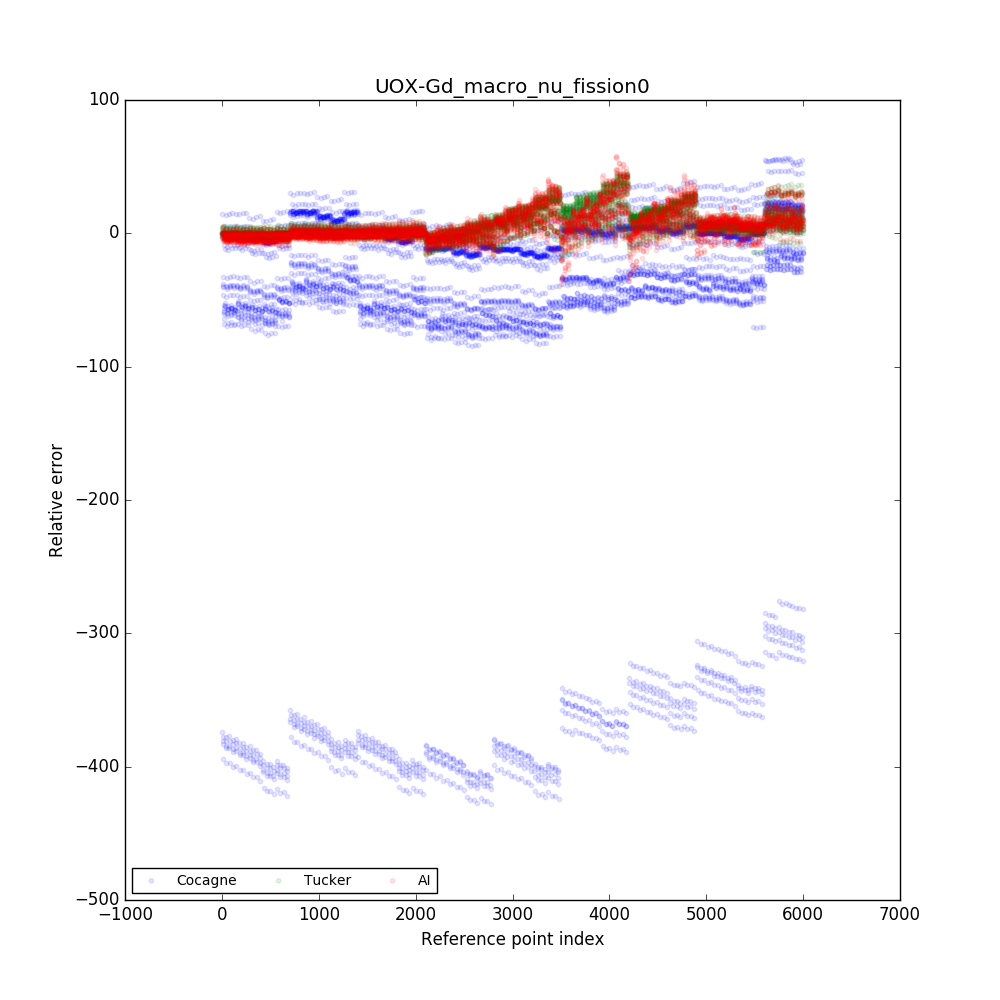 UOX-Gd_macro_nu_fission0
100
0
−100
−200
−300
−400
−500
Relative error
Cocagne Tucker AI
−1000 0 1000 2000 3000 4000 5000 6000 7000
Reference point index